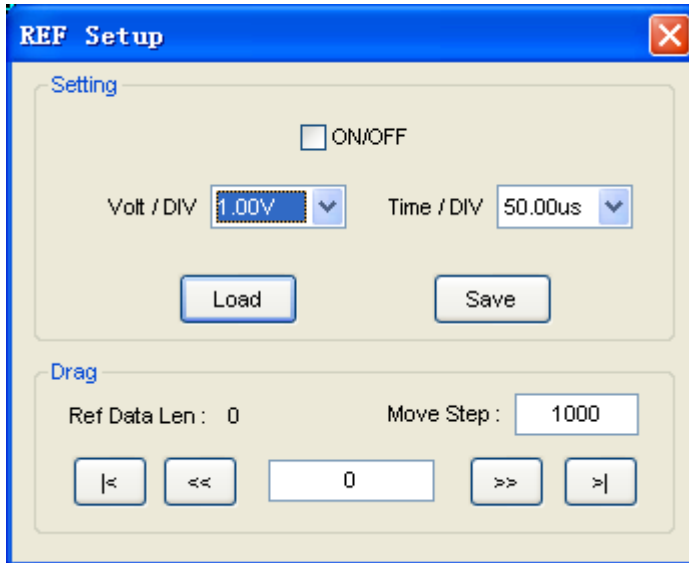 REF Setup
Setting
ON/OFF
Volt / DIV 1.00V Time / DIV 50.00us
Load Save
Drag
Ref Data Len : 0 Move Step : 1000
|< << 0 >> >|